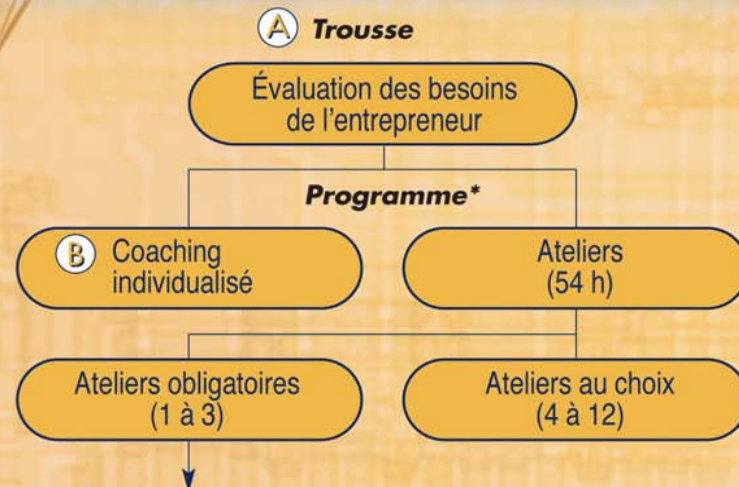 A Trousse
Évaluation des besoins
de l'entrepreneur
Programme*
B Coaching
individualisé
Ateliers
(54 h)
Ateliers obligatoires
(1 à 3)
Ateliers au choix
(4 à 12)